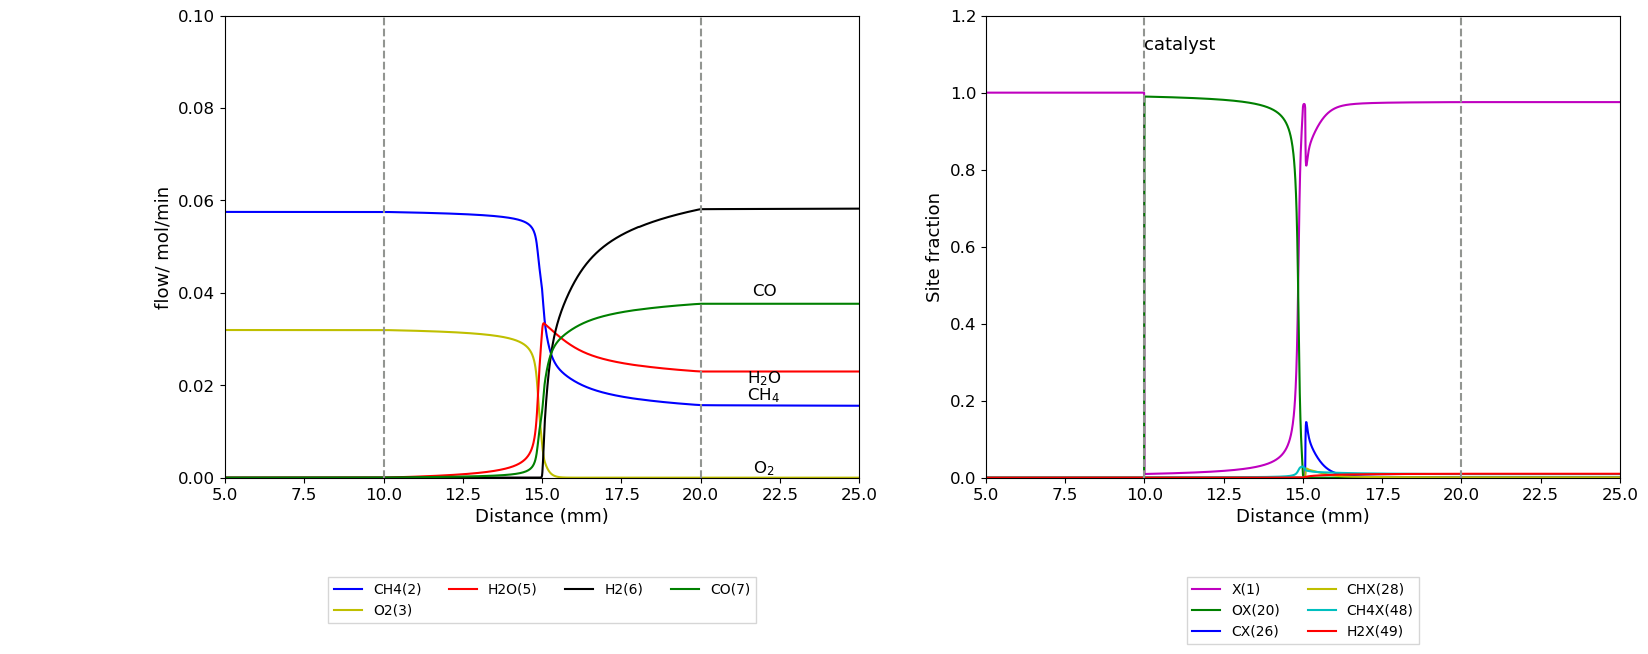 0.10
0.08
0.06
0.04
0.02
0.00
flow/ mol/min
CO
H₂O
CH₄
O₂
5.0 7.5 10.0 12.5 15.0 17.5 20.0 22.5 25.0
Distance (mm)
CH4(2) H2O(5) H2(6) CO(7)
O2(3)
1.2
1.0
0.8
0.6
0.4
0.2
0.0
Site fraction
catalyst
5.0 7.5 10.0 12.5 15.0 17.5 20.0 22.5 25.0
Distance (mm)
X(1) CHX(28)
OX(20) CH4X(48)
CX(26) H2X(49)